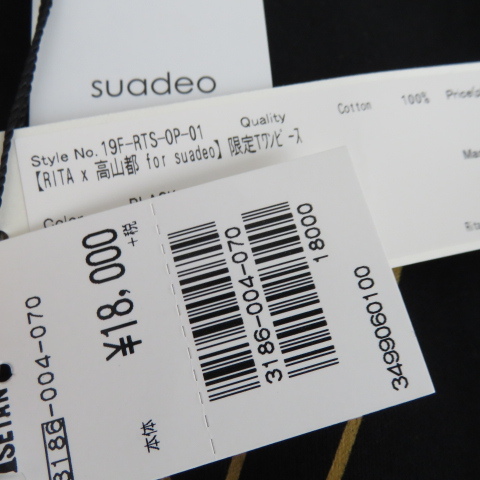 suadeo
Style No. 19F-RTS-OP-01
Quality Cotton 100%
【RITA x 高山都 for suadeo】限定Tワンピース
¥18,000
+税
本体
3186-004-070
18000
3499060100
3186-004-070